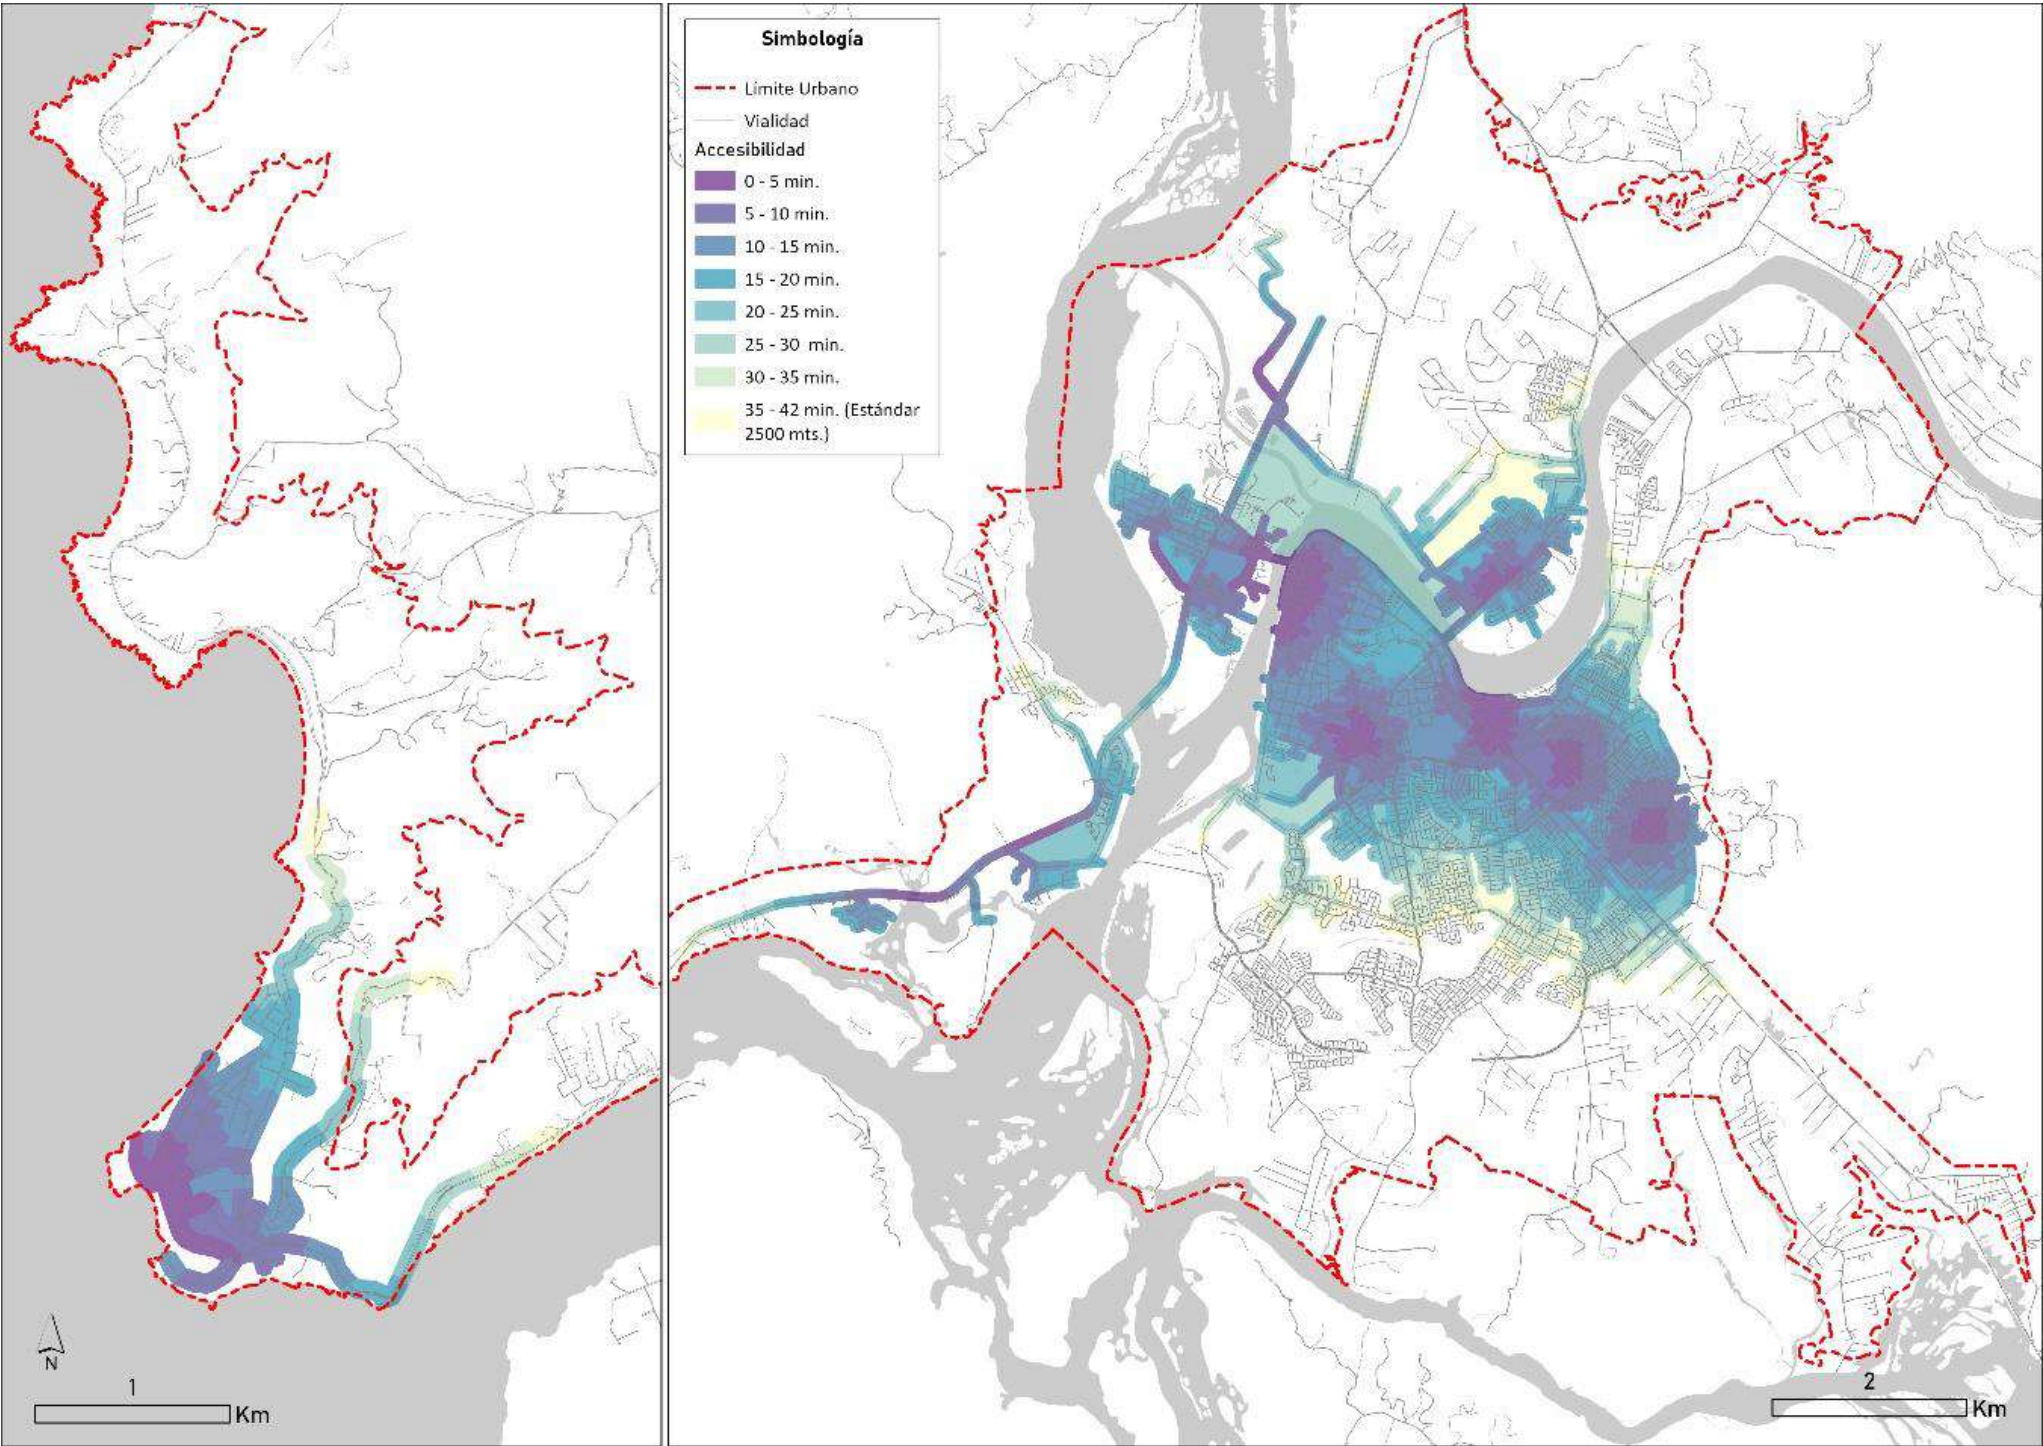 Simbología
Límite Urbano
Vialidad
Accesibilidad
0 - 5 min.
5 - 10 min.
10 - 15 min.
15 - 20 min.
20 - 25 min.
25 - 30 min.
30 - 35 min.
35 - 42 min. (Estándar
2500 mts.)
N
1
Km
2
Km